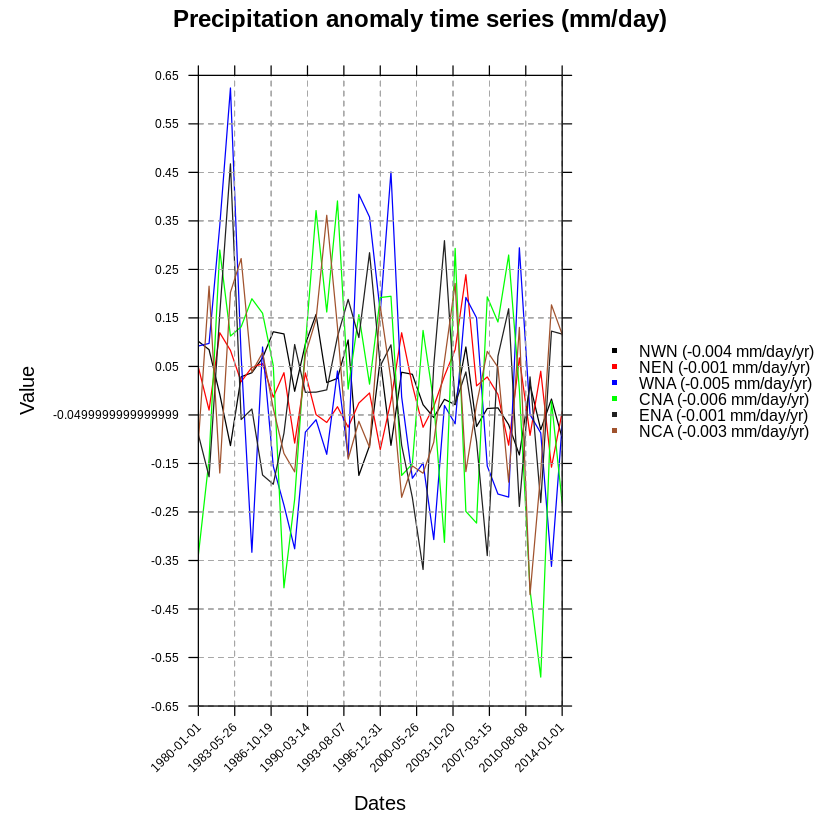 Precipitation anomaly time series (mm/day)
0.65
0.55
0.45
0.35
0.25
0.15
0.05
-0.0499999999999999
-0.15
-0.25
-0.35
-0.45
-0.55
-0.65
Value
1980-01-01
1983-05-26
1986-10-19
1990-03-14
1993-08-07
1996-12-31
2000-05-26
2003-10-20
2007-03-15
2010-08-08
2014-01-01
Dates
NWN (-0.004 mm/day/yr)
NEN (-0.001 mm/day/yr)
WNA (-0.005 mm/day/yr)
CNA (-0.006 mm/day/yr)
ENA (-0.001 mm/day/yr)
NCA (-0.003 mm/day/yr)